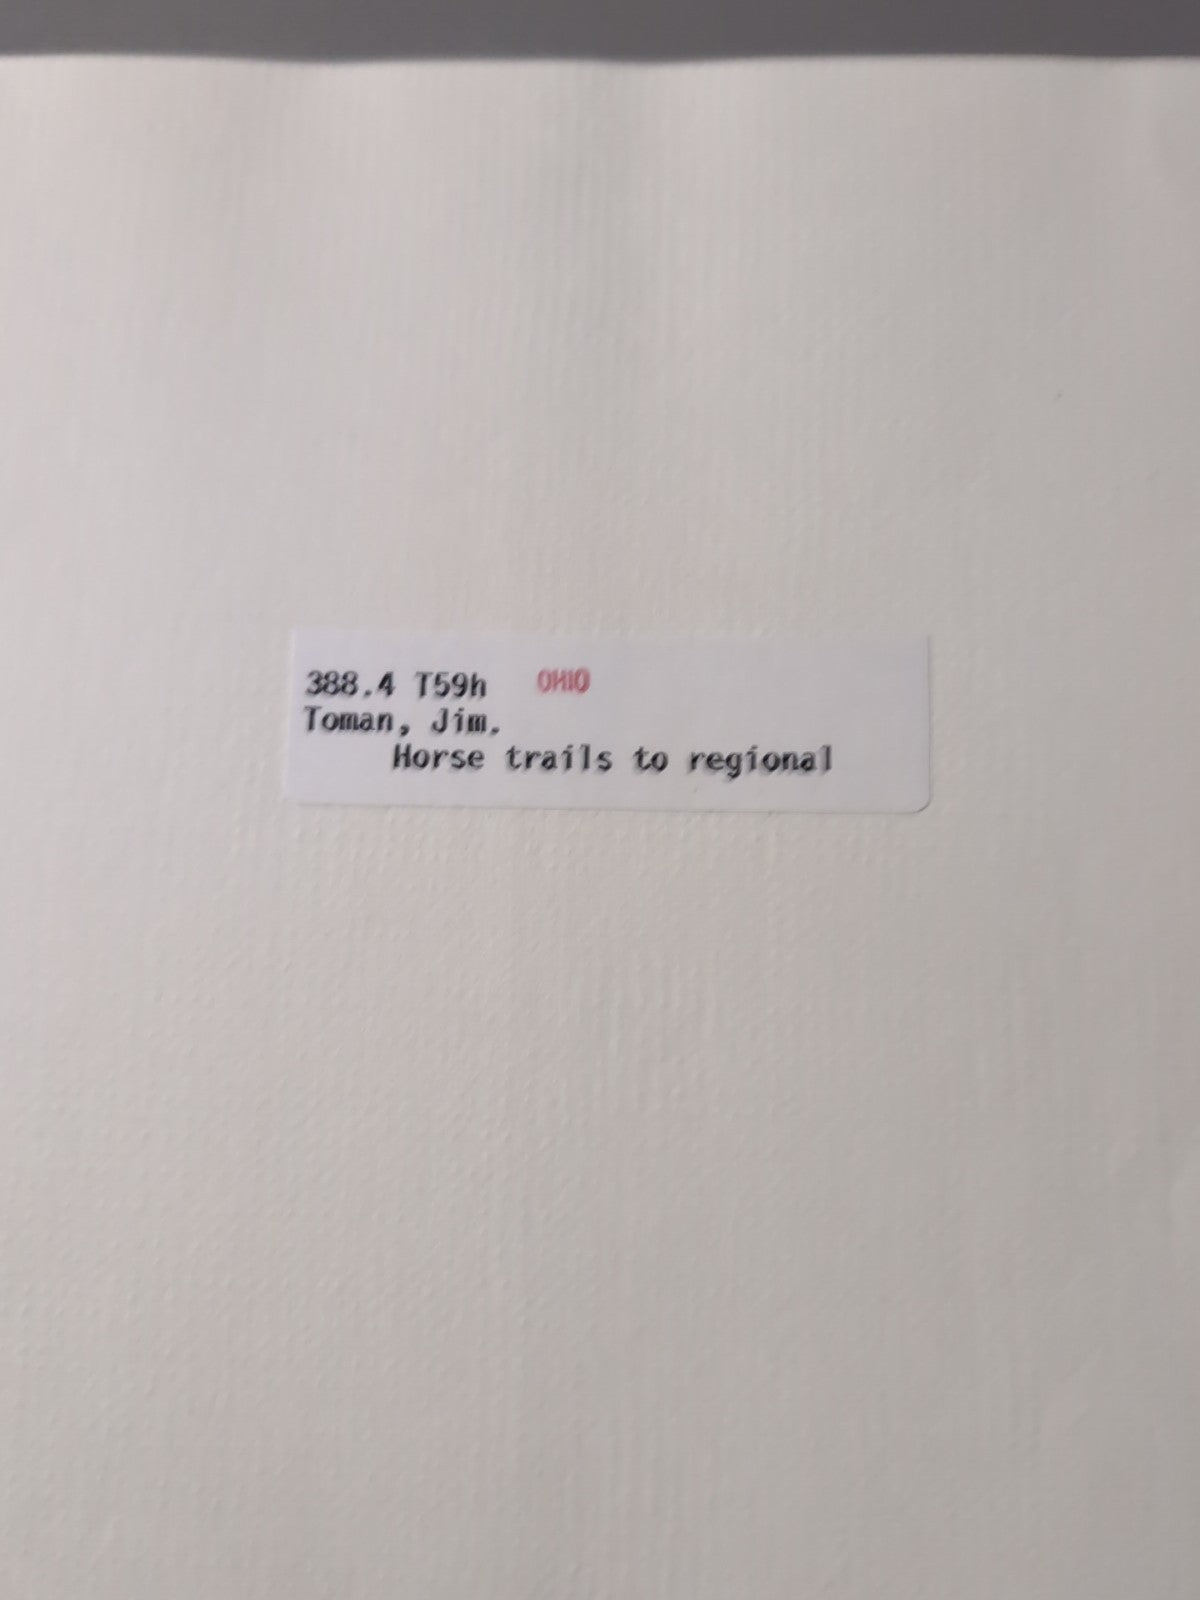 388.4 T59h OHIO
Toman, Jim.
Horse trails to regional